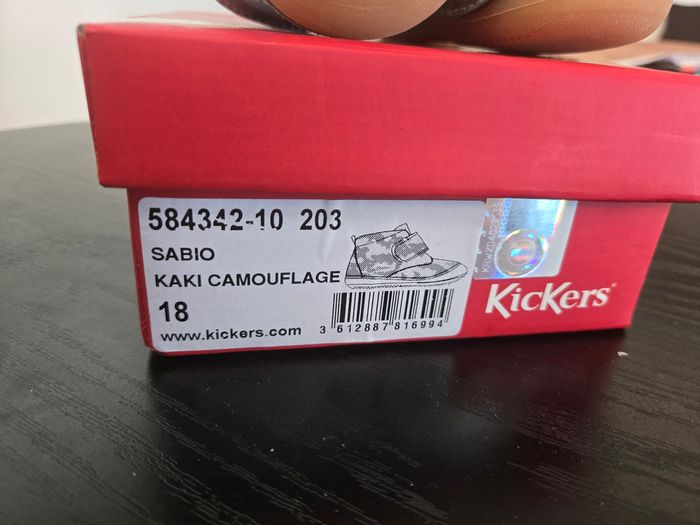 584342-10 203
SABIO
KAKI CAMOUFLAGE
18
www.kickers.com
3 612887 816994
KicKers